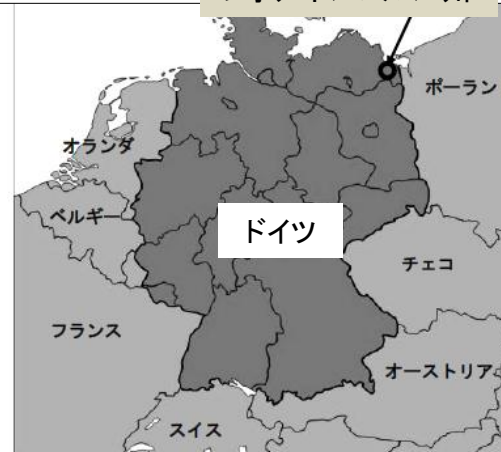 ポーラン
オランダ
ベルギー
ドイツ
チェコ
フランス
オーストリア
スイス